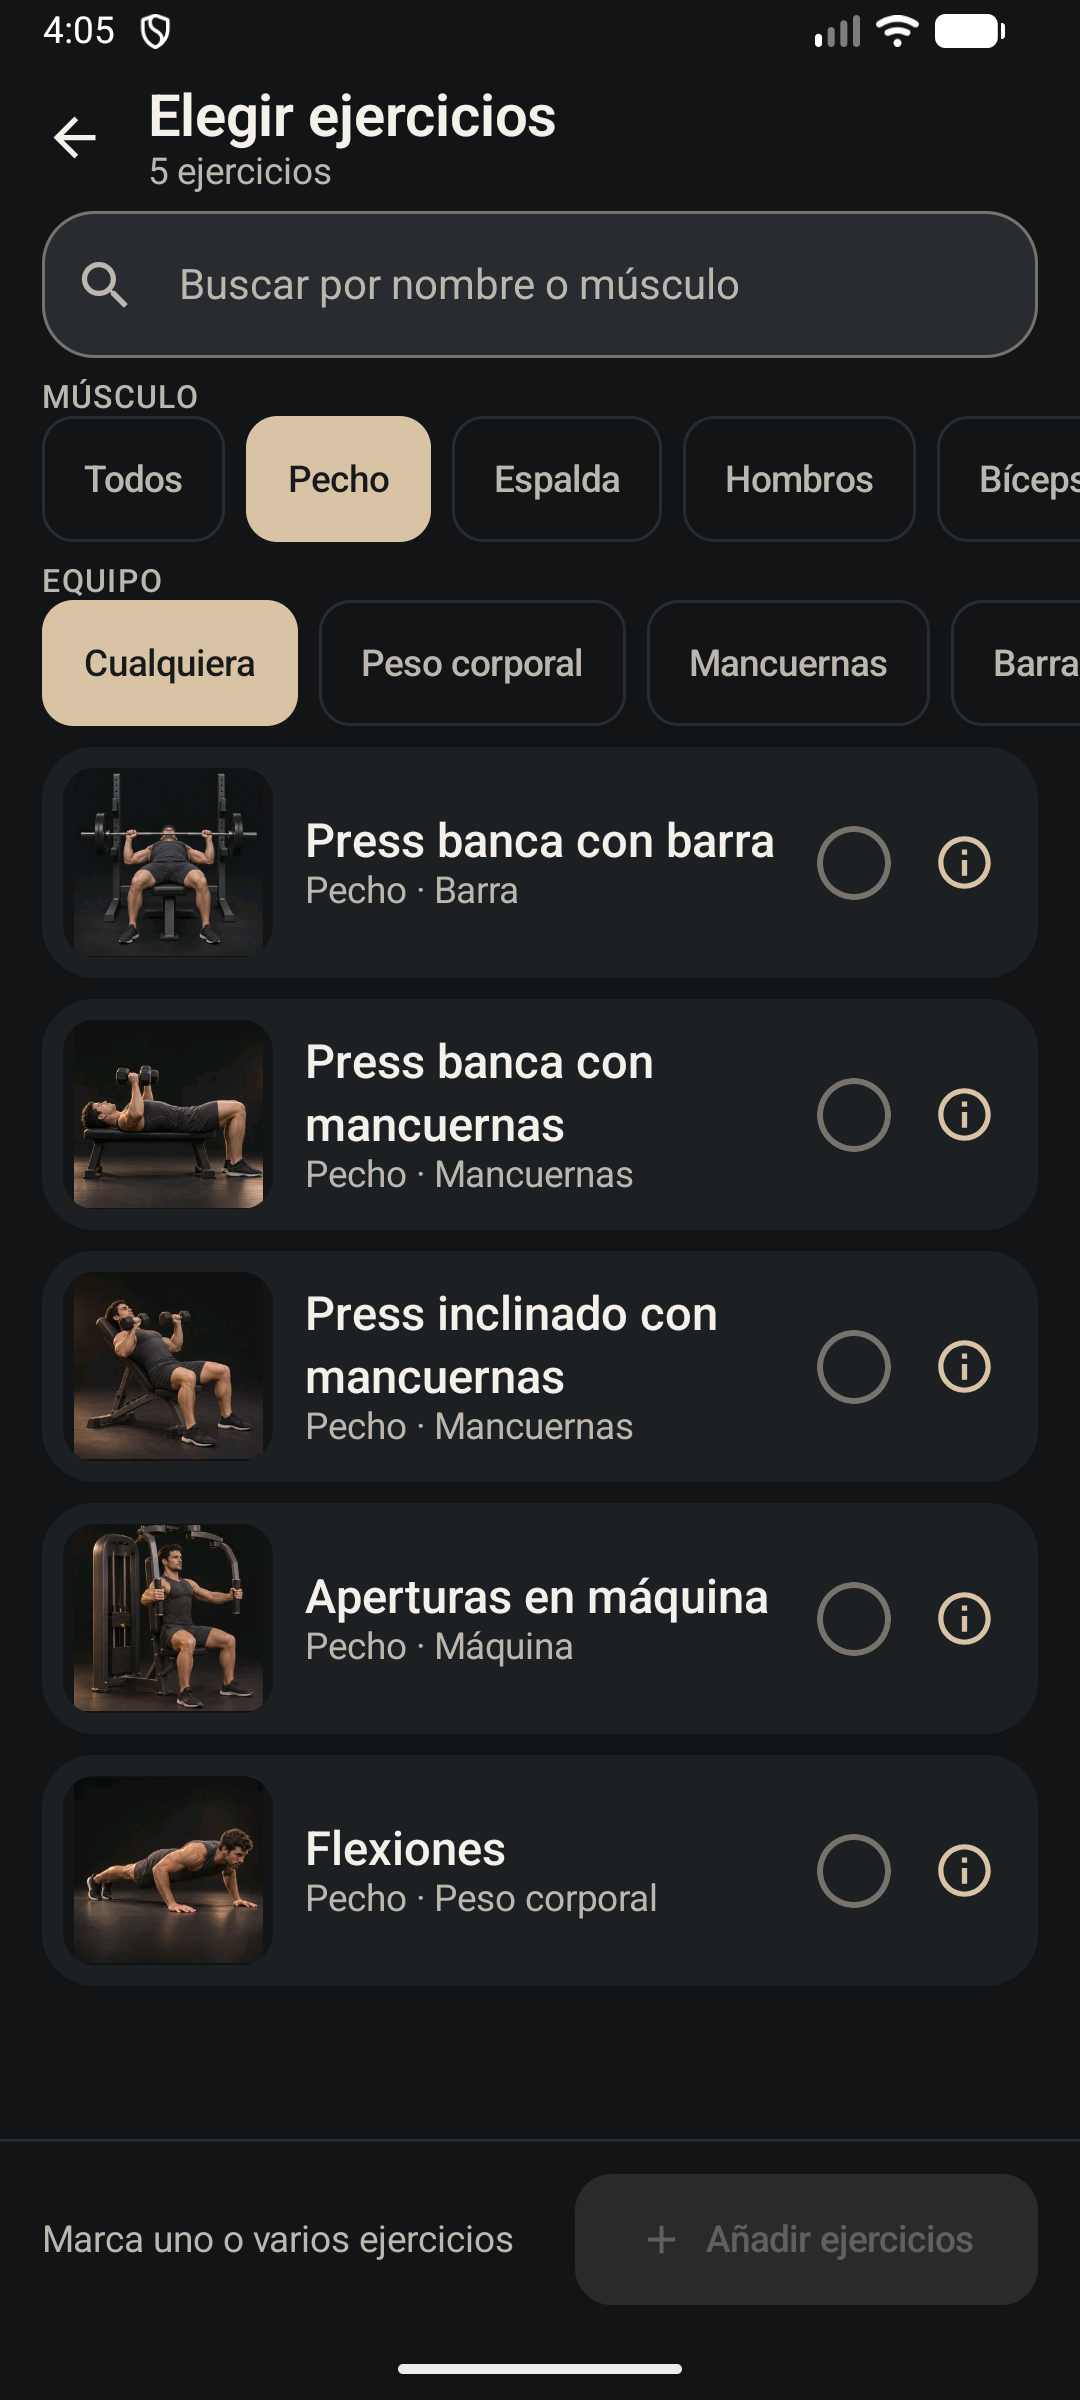 4:05
Elegir ejercicios
5 ejercicios
Buscar por nombre o músculo
MÚSCULO
Todos Pecho Espalda Hombros Bíceps
EQUIPO
Cualquiera Peso corporal Mancuernas Barra
Press banca con barra
Pecho · Barra
Press banca con
mancuernas
Pecho · Mancuernas
Press inclinado con
mancuernas
Pecho · Mancuernas
Aperturas en máquina
Pecho · Máquina
Flexiones
Pecho · Peso corporal
Marca uno o varios ejercicios
+ Añadir ejercicios